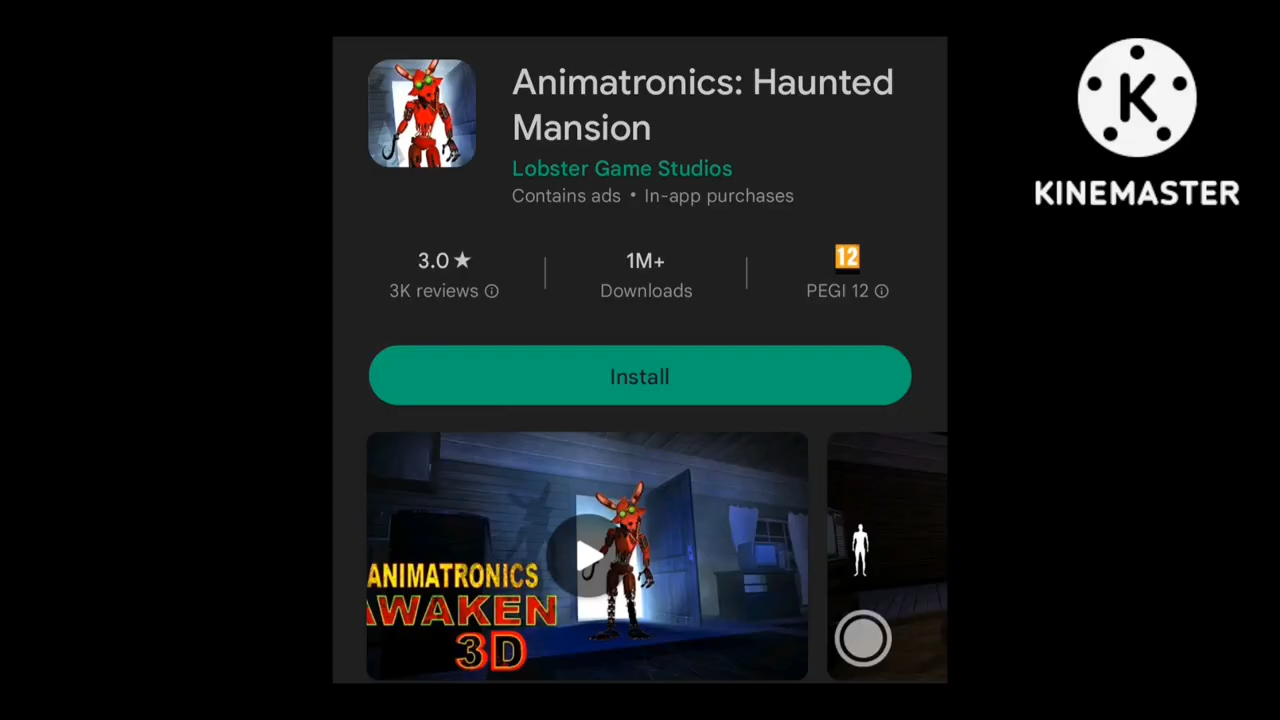 Animatronics: Haunted
Mansion
Lobster Game Studios
Contains ads • In-app purchases
3.0★
3K reviews
1M+
Downloads
12
PEGI 12
Install
ANIMATRONICS
AWAKEN
3D
K
KINEMASTER